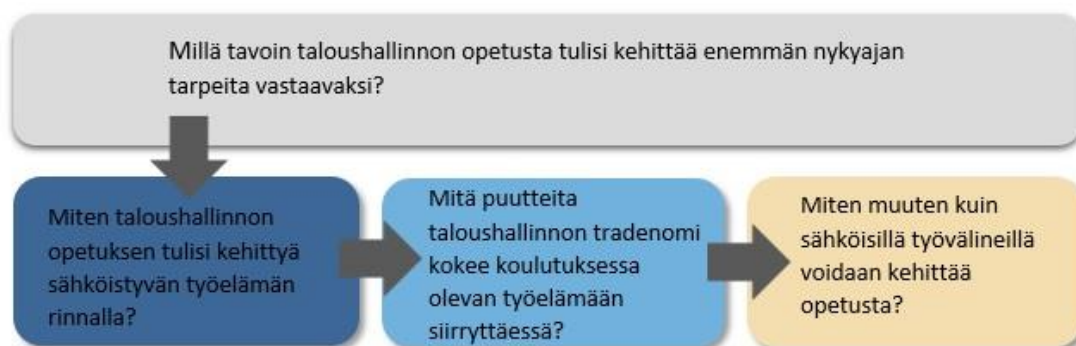 Millä tavoin taloushallinnon opetusta tulisi kehittää enemmän nykyajan
tarpeita vastaavaksi?
Miten taloushallinnon
opetuksen tulisi kehittyä
sähköistyvän työelämän
rinnalla?
Mitä puutteita
taloushallinnon tradenomi
kokee koulutuksessa
olevan työelämään
siirryttäessä?
Miten muuten kuin
sähköisillä työvälineillä
voidaan kehittää
opetusta?